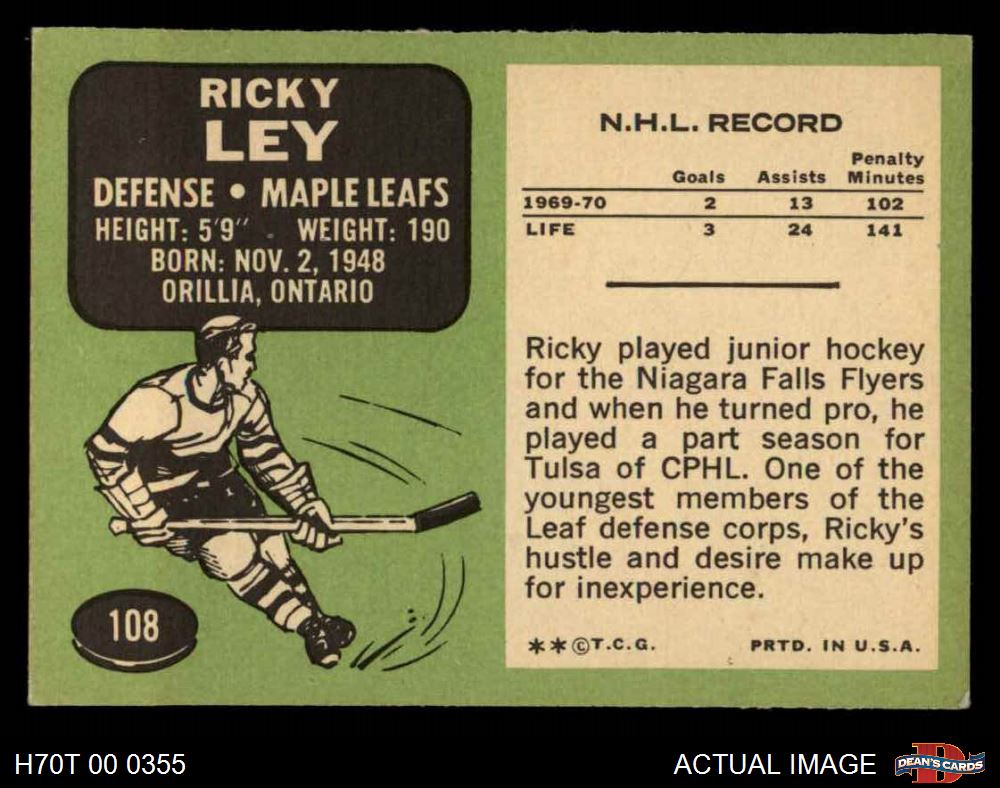 RICKY
LEY
DEFENSE • MAPLE LEAFS
HEIGHT: 5'9" WEIGHT: 190
BORN: NOV. 2, 1948
ORILLIA, ONTARIO
108
N.H.L. RECORD
Goals Assists Penalty Minutes
1969-70 2 13 102
LIFE 3 24 141
Ricky played junior hockey
for the Niagara Falls Flyers
and when he turned pro, he
played a part season for
Tulsa of CPHL. One of the
youngest members of the
Leaf defense corps, Ricky's
hustle and desire make up
for inexperience.
**©T.C.G. PRTD. IN U.S.A.
H70T 00 0355
ACTUAL IMAGE
DEAN'S CARDS